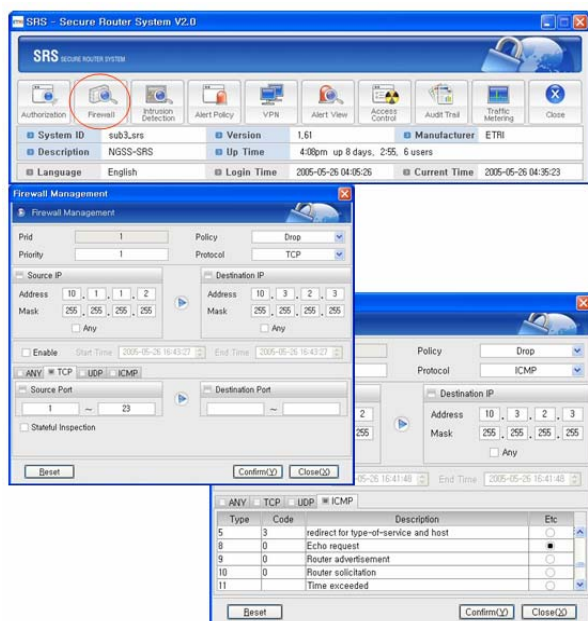 SRS - Secure Router System V2.0
SRS SECURE ROUTER SYSTEM
Authorization Firewall Intrusion Detection Alert Policy VPN Alert View Access Control Audit Trail Traffic Metering Close
System ID sub3_srs Version 1,61 Manufacturer ETRI
Description NGSS-SRS Up Time 4:08pm up 8 days, 2:55, 6 users
Language English Login Time 2005-05-26 04:05:26 Current Time 2005-05-26 04:35:23
Firewall Management
Firewall Management
Prid 1 Policy Drop
Priority 1 Protocol TCP
Source IP Destination IP
Address 10 . 1 . 1 . 2 Address 10 . 3 . 2 . 3
Mask 255 . 255 . 255 . 255 Mask 255 . 255 . 255 . 255
Any Any
Enable Start Time 2005-05-26 16:43:27 End Time 2005-05-26 16:43:27
ANY TCP UDP ICMP
Source Port Destination Port
1 ~ 23 ~
Stateful Inspection
Reset Confirm(Y) Close(X)
Policy Drop
Protocol ICMP
Destination IP
2 Address 10 . 3 . 2 . 3
255 Mask 255 . 255 . 255 . 255
Any
-05-26 16:41:48 End Time 2005-05-26 16:41:48
ANY TCP UDP ICMP
Type Code Description Etc
5 3 redirect for type-of-service and host
8 0 Echo request
9 0 Router advertisement
10 0 Router solicitation
11 Time exceeded
Reset Confirm(Y) Close(X)